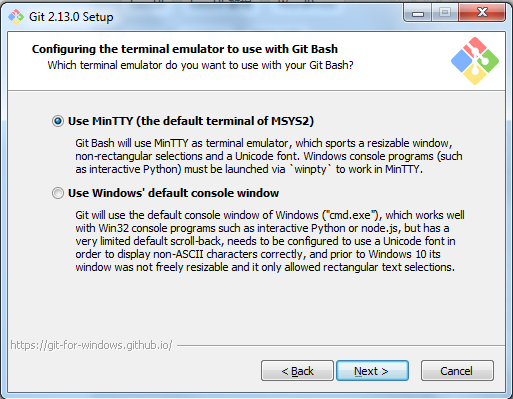 Git 2.13.0 Setup
Configuring the terminal emulator to use with Git Bash
Which terminal emulator do you want to use with your Git Bash?
Use MinTTY (the default terminal of MSYS2)
Git Bash will use MinTTY as terminal emulator, which sports a resizable window,
non-rectangular selections and a Unicode font. Windows console programs (such
as interactive Python) must be launched via `winpty` to work in MinTTY.
Use Windows' default console window
Git will use the default console window of Windows ("cmd.exe"), which works well
with Win32 console programs such as interactive Python or node.js, but has a
very limited default scroll-back, needs to be configured to use a Unicode font in
order to display non-ASCII characters correctly, and prior to Windows 10 its
window was not freely resizable and it only allowed rectangular text selections.
https://git-for-windows.github.io/
< Back Next > Cancel